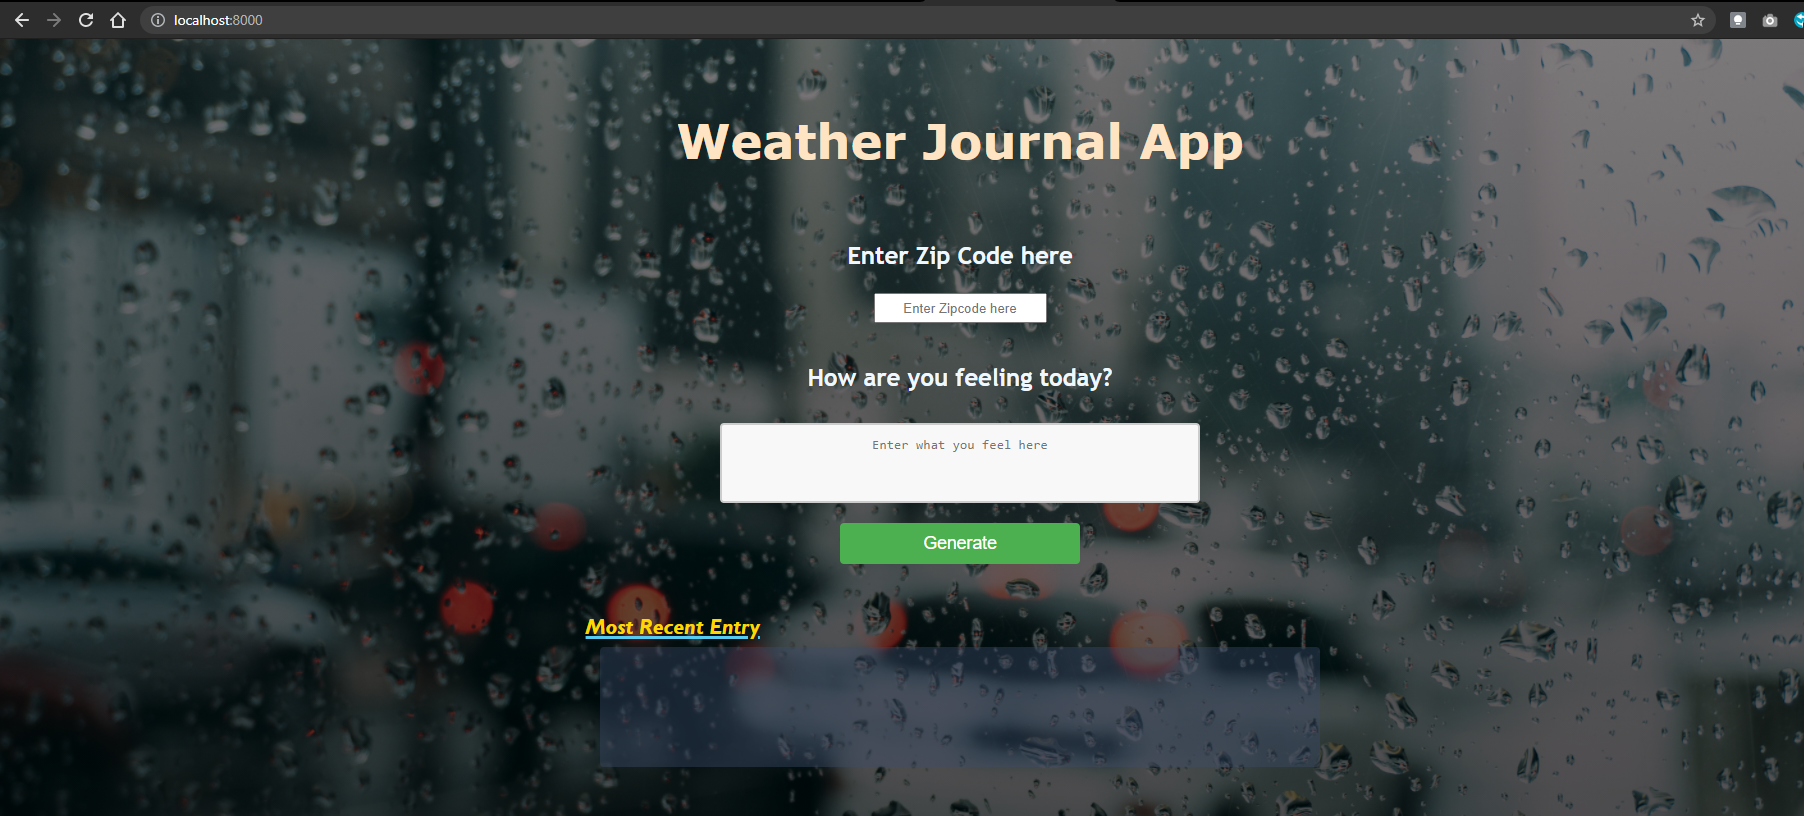 localhost:8000
Weather Journal App
Enter Zip Code here
Enter Zipcode here
How are you feeling today?
Enter what you feel here
Generate
Most Recent Entry